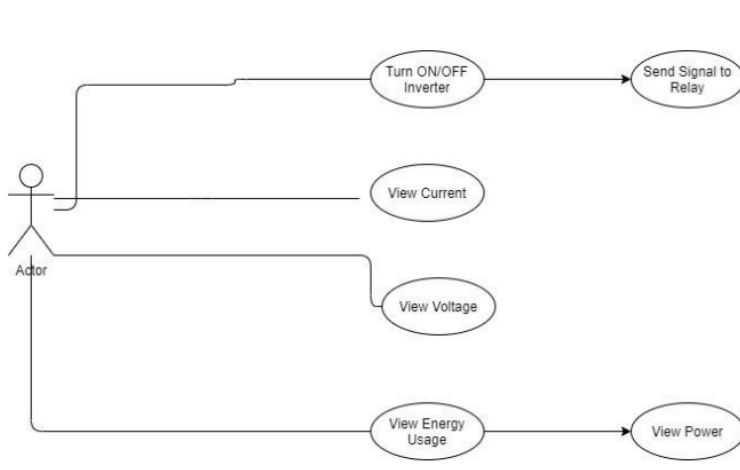 Turn ON/OFF
Inverter
Send Signal to
Relay
View Current
Actor
View Voltage
View Energy
Usage
View Power